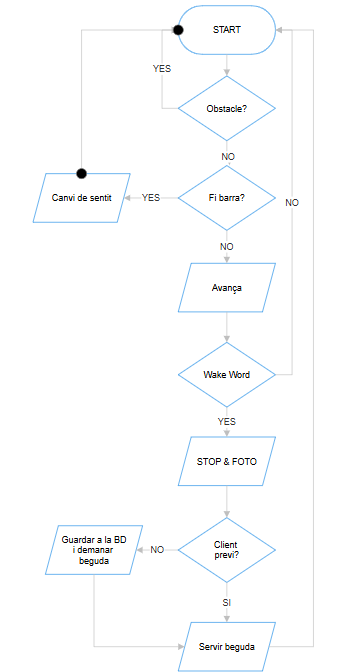 START
YES
Obstacle?
NO
Canvi de sentit
YES
Fi barra?
NO
NO
Avança
Wake Word
YES
STOP & FOTO
Guardar a la BD
i demanar
beguda
NO
Client
previ?
SI
Servir beguda